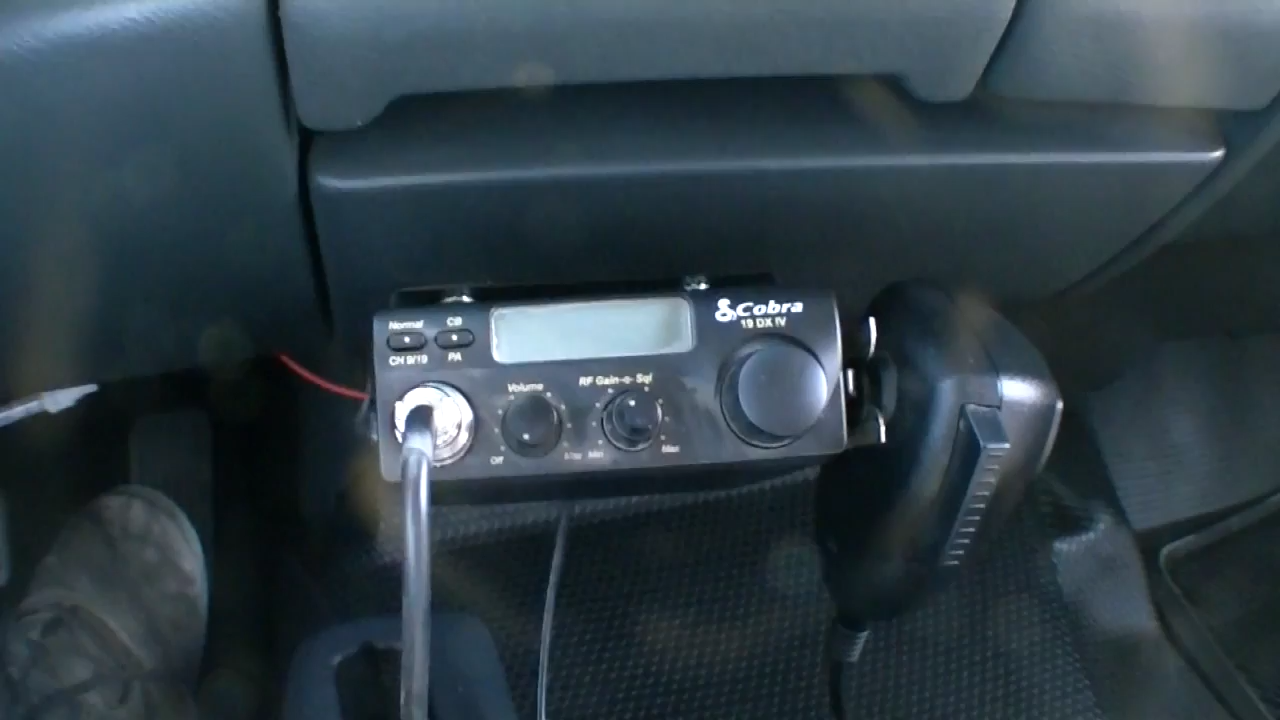 Normal CB
CH 9/19 PA
Cobra
19 DX IV
Volume
RF Gain-o- Sql
Off Max Min Max